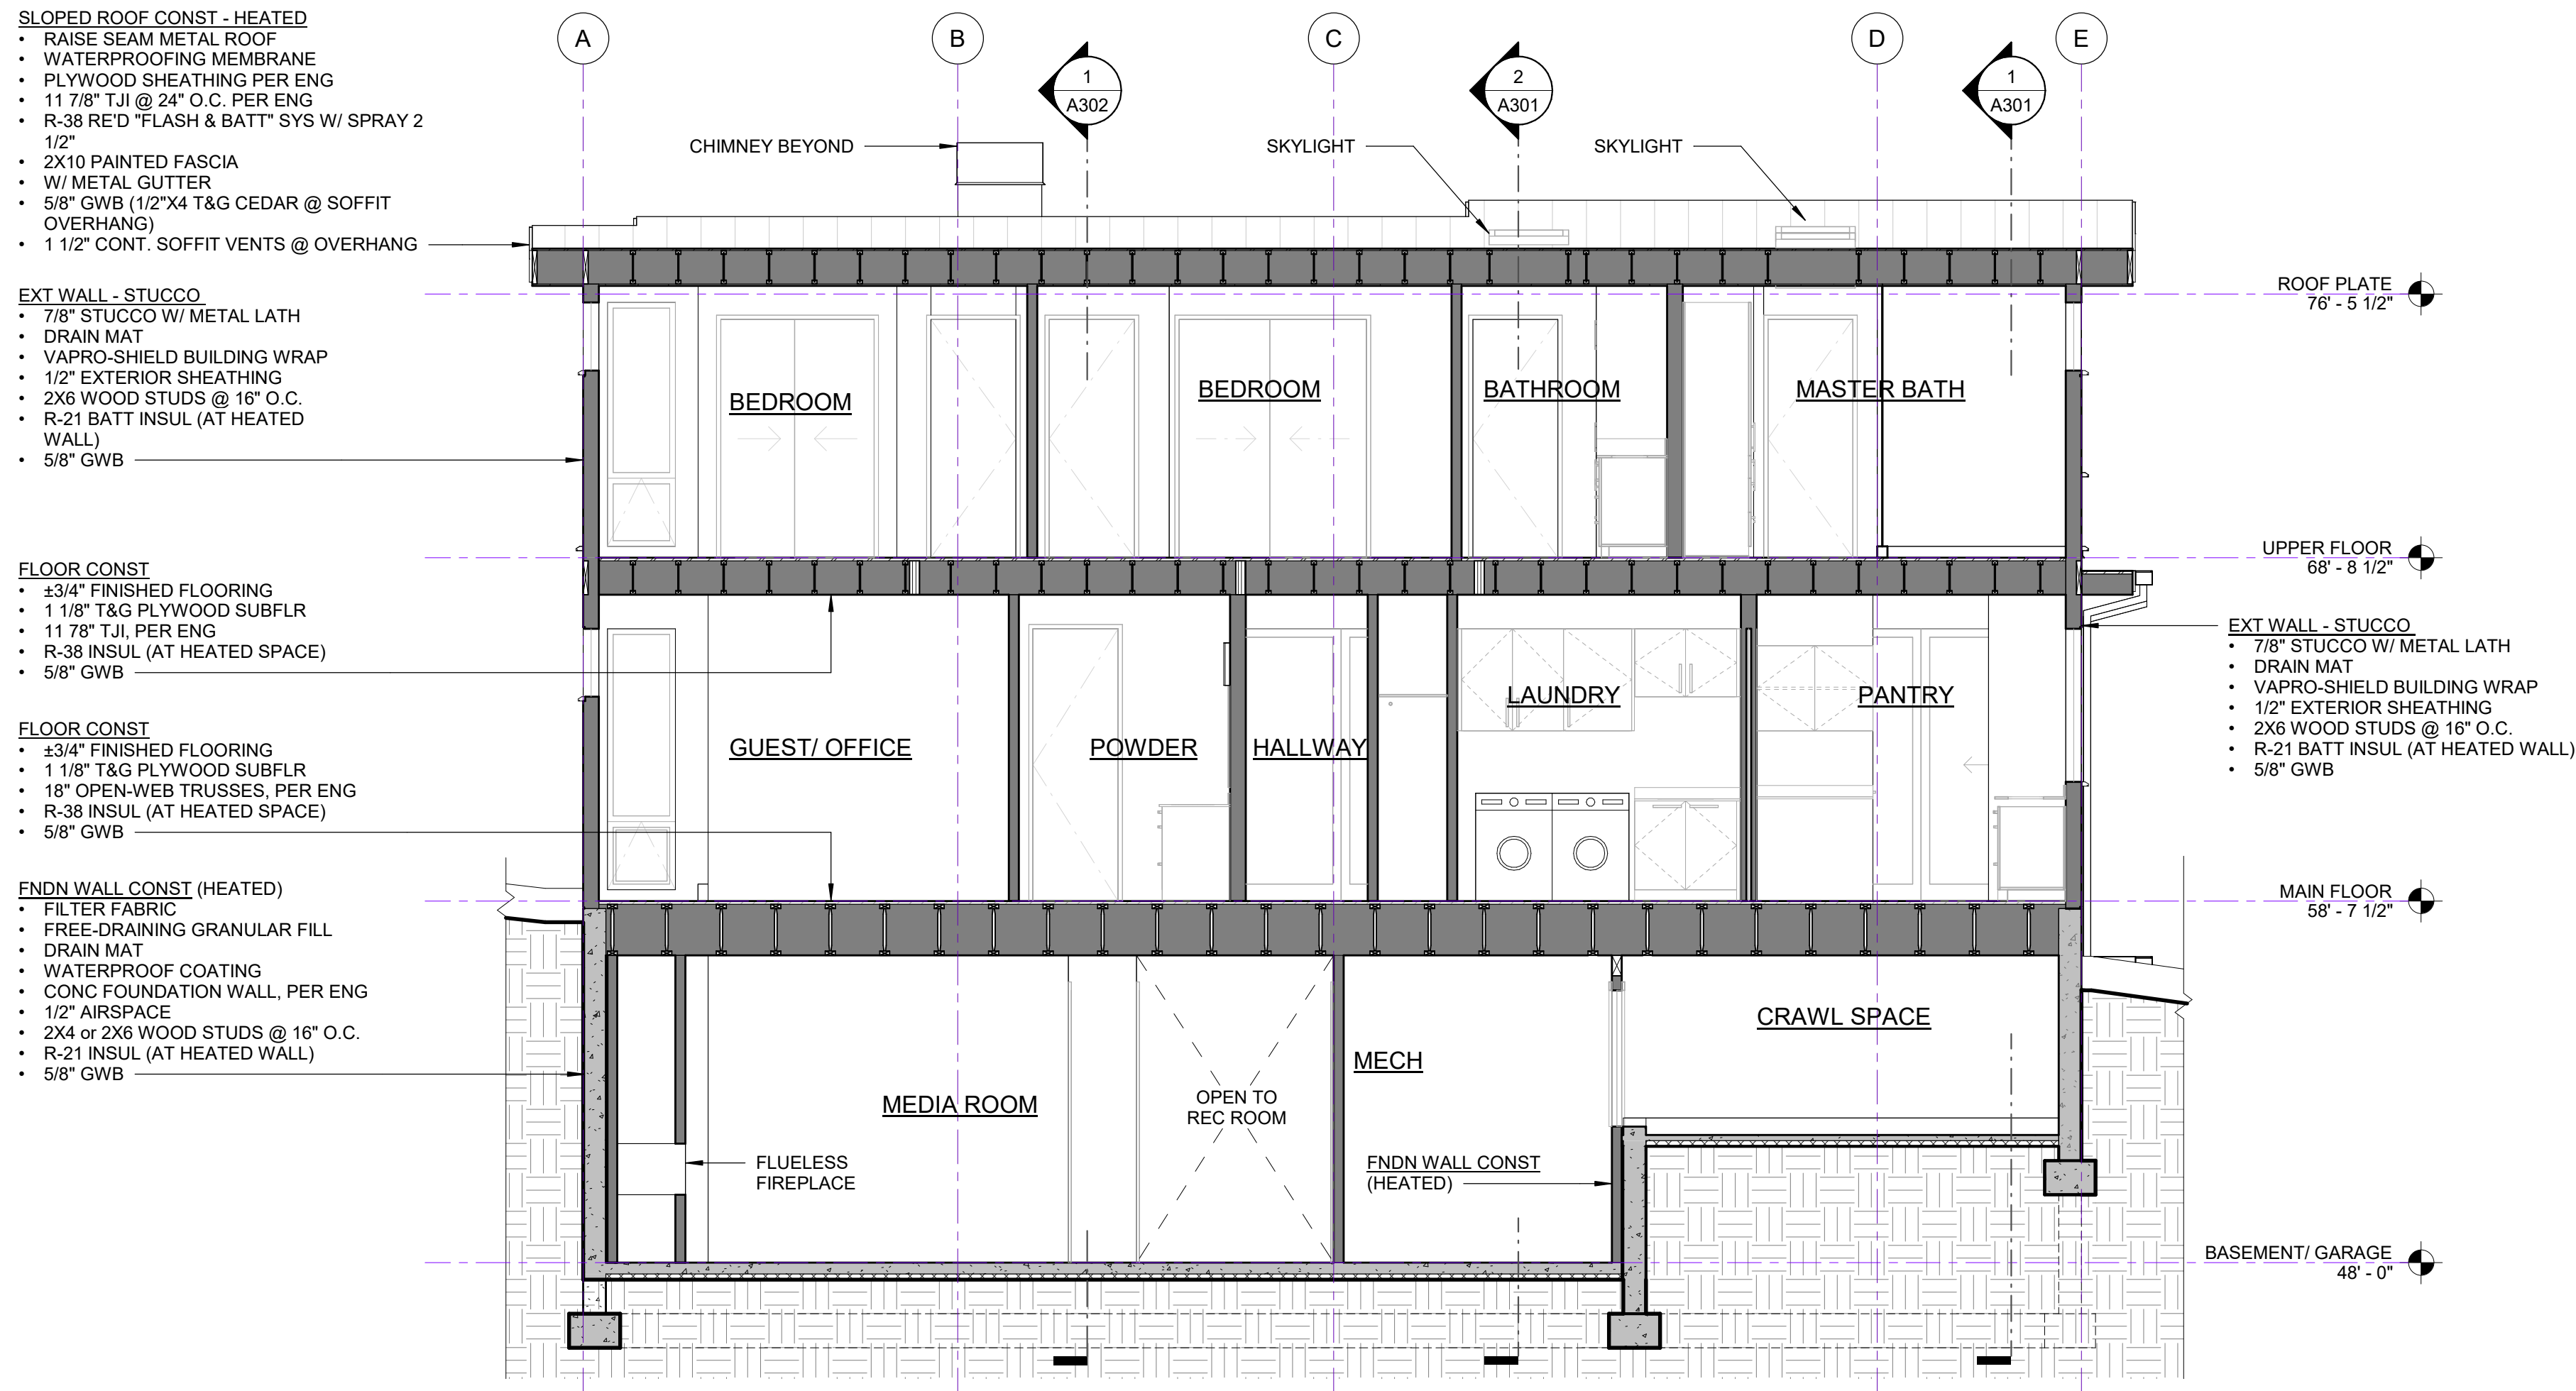 SLOPED ROOF CONST - HEATED
• RAISE SEAM METAL ROOF
• WATERPROOFING MEMBRANE
• PLYWOOD SHEATHING PER ENG
• 11 7/8" TJI @ 24" O.C. PER ENG
• R-38 RE'D "FLASH & BATT" SYS W/ SPRAY 2
1/2"
• 2X10 PAINTED FASCIA
• W/ METAL GUTTER
• 5/8" GWB (1/2"X4 T&G CEDAR @ SOFFIT
OVERHANG)
• 1 1/2" CONT. SOFFIT VENTS @ OVERHANG
EXT WALL - STUCCO
• 7/8" STUCCO W/ METAL LATH
• DRAIN MAT
• VAPRO-SHIELD BUILDING WRAP
• 1/2" EXTERIOR SHEATHING
• 2X6 WOOD STUDS @ 16" O.C.
• R-21 BATT INSUL (AT HEATED
WALL)
• 5/8" GWB
FLOOR CONST
• ±3/4" FINISHED FLOORING
• 1 1/8" T&G PLYWOOD SUBFLR
• 11 78" TJI, PER ENG
• R-38 INSUL (AT HEATED SPACE)
• 5/8" GWB
FLOOR CONST
• ±3/4" FINISHED FLOORING
• 1 1/8" T&G PLYWOOD SUBFLR
• 18" OPEN-WEB TRUSSES, PER ENG
• R-38 INSUL (AT HEATED SPACE)
• 5/8" GWB
FNDN WALL CONST (HEATED)
• FILTER FABRIC
• FREE-DRAINING GRANULAR FILL
• DRAIN MAT
• WATERPROOF COATING
• CONC FOUNDATION WALL, PER ENG
• 1/2" AIRSPACE
• 2X4 or 2X6 WOOD STUDS @ 16" O.C.
• R-21 INSUL (AT HEATED WALL)
• 5/8" GWB
A
B
C
D
E
1
A302
2
A301
1
A301
CHIMNEY BEYOND
SKYLIGHT
SKYLIGHT
BEDROOM
BEDROOM
BATHROOM
MASTER BATH
GUEST/ OFFICE
POWDER
HALLWAY
LAUNDRY
PANTRY
MEDIA ROOM
OPEN TO
REC ROOM
MECH
CRAWL SPACE
FLUELESS
FIREPLACE
FNDN WALL CONST
(HEATED)
ROOF PLATE
76' - 5 1/2"
UPPER FLOOR
68' - 8 1/2"
EXT WALL - STUCCO
• 7/8" STUCCO W/ METAL LATH
• DRAIN MAT
• VAPRO-SHIELD BUILDING WRAP
• 1/2" EXTERIOR SHEATHING
• 2X6 WOOD STUDS @ 16" O.C.
• R-21 BATT INSUL (AT HEATED WALL)
• 5/8" GWB
MAIN FLOOR
58' - 7 1/2"
BASEMENT/ GARAGE
48' - 0"